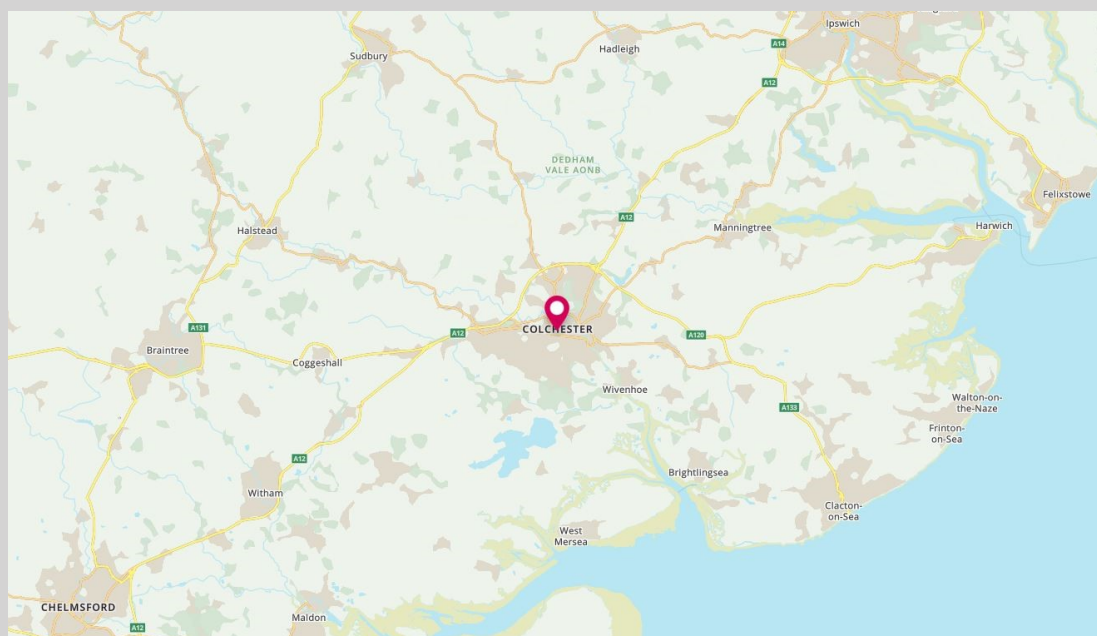 Ipswich
A14
Hadleigh
Sudbury
A12
DEDHAM
VALE AONB
Felixstowe
A12
Manningtree
Harwich
Halstead
A131
A12
COLCHESTER
A120
Braintree
Coggeshall
Wivenhoe
Walton-on-
the-Naze
A133
Frinton-
on-Sea
A12
Brightlingsea
Witham
Clacton-
on-Sea
West
Mersea
CHELMSFORD
Maldon
A12